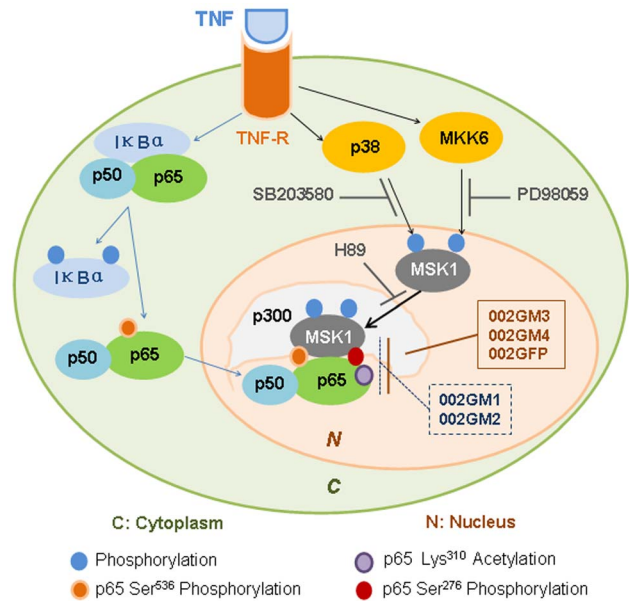 TNF
TNF-R
IκBα
p50
p65
p38
MKK6
SB203580
PD98059
IκBα
H89
MSK1
p300
MSK1
002GM3
002GM4
002GFP
p50
p65
p50
p65
002GM1
002GM2
N
C
C: Cytoplasm
N: Nucleus
Phosphorylation
p65 Lys³¹⁰ Acetylation
p65 Ser⁵³⁶ Phosphorylation
p65 Ser²⁷⁶ Phosphorylation